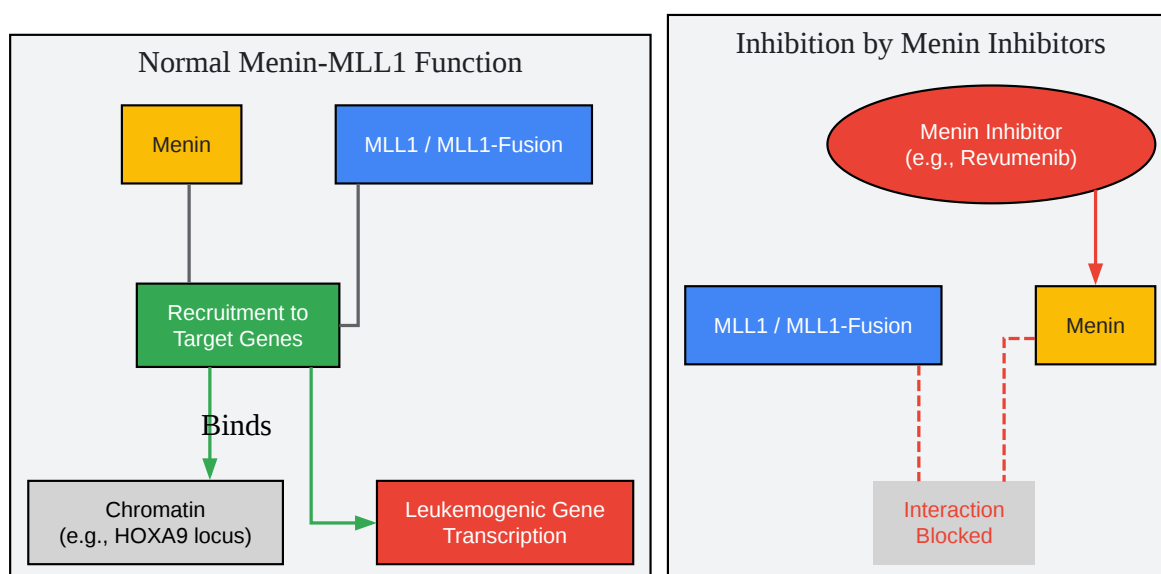 Normal Menin-MLL1 Function
Menin
MLL1 / MLL1-Fusion
Recruitment to
Target Genes
Binds
Chromatin
(e.g., HOXA9 locus)
Leukemogenic Gene
Transcription
Inhibition by Menin Inhibitors
Menin Inhibitor
(e.g., Revumenib)
MLL1 / MLL1-Fusion
Menin
Interaction
Blocked